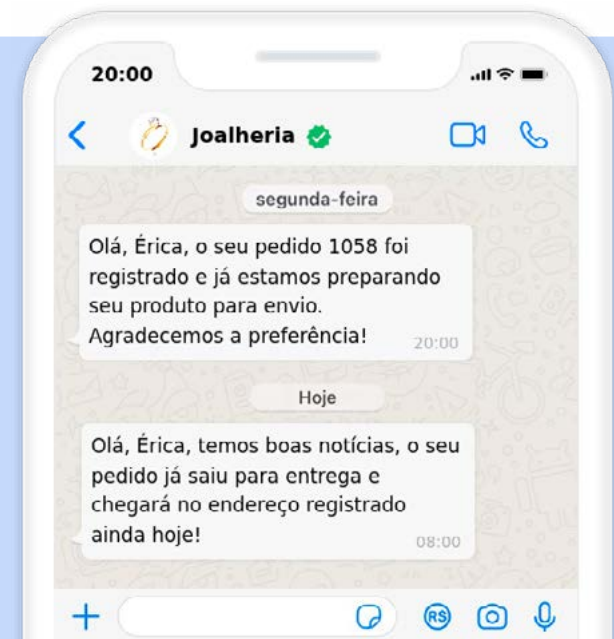 20:00
Joalheria
segunda-feira
Olá, Érica, o seu pedido 1058 foi
registrado e já estamos preparando
seu produto para envio.
Agradecemos a preferência!
20:00
Hoje
Olá, Érica, temos boas notícias, o seu
pedido já saiu para entrega e
chegará no endereço registrado
ainda hoje!
08:00
R$